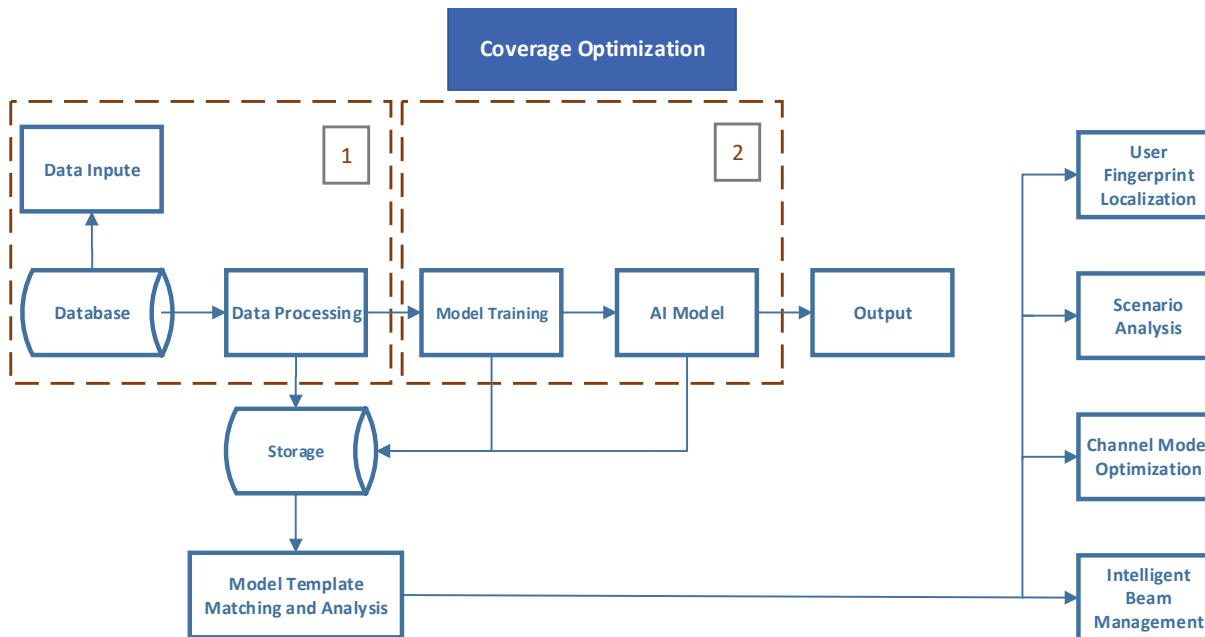 Coverage Optimization
1
2
Data Inpute
Database
Data Processing
Model Training
AI Model
Output
Storage
Model Template
Matching and Analysis
User
Fingerprint
Localization
Scenario
Analysis
Channel Model
Optimization
Intelligent
Beam
Management